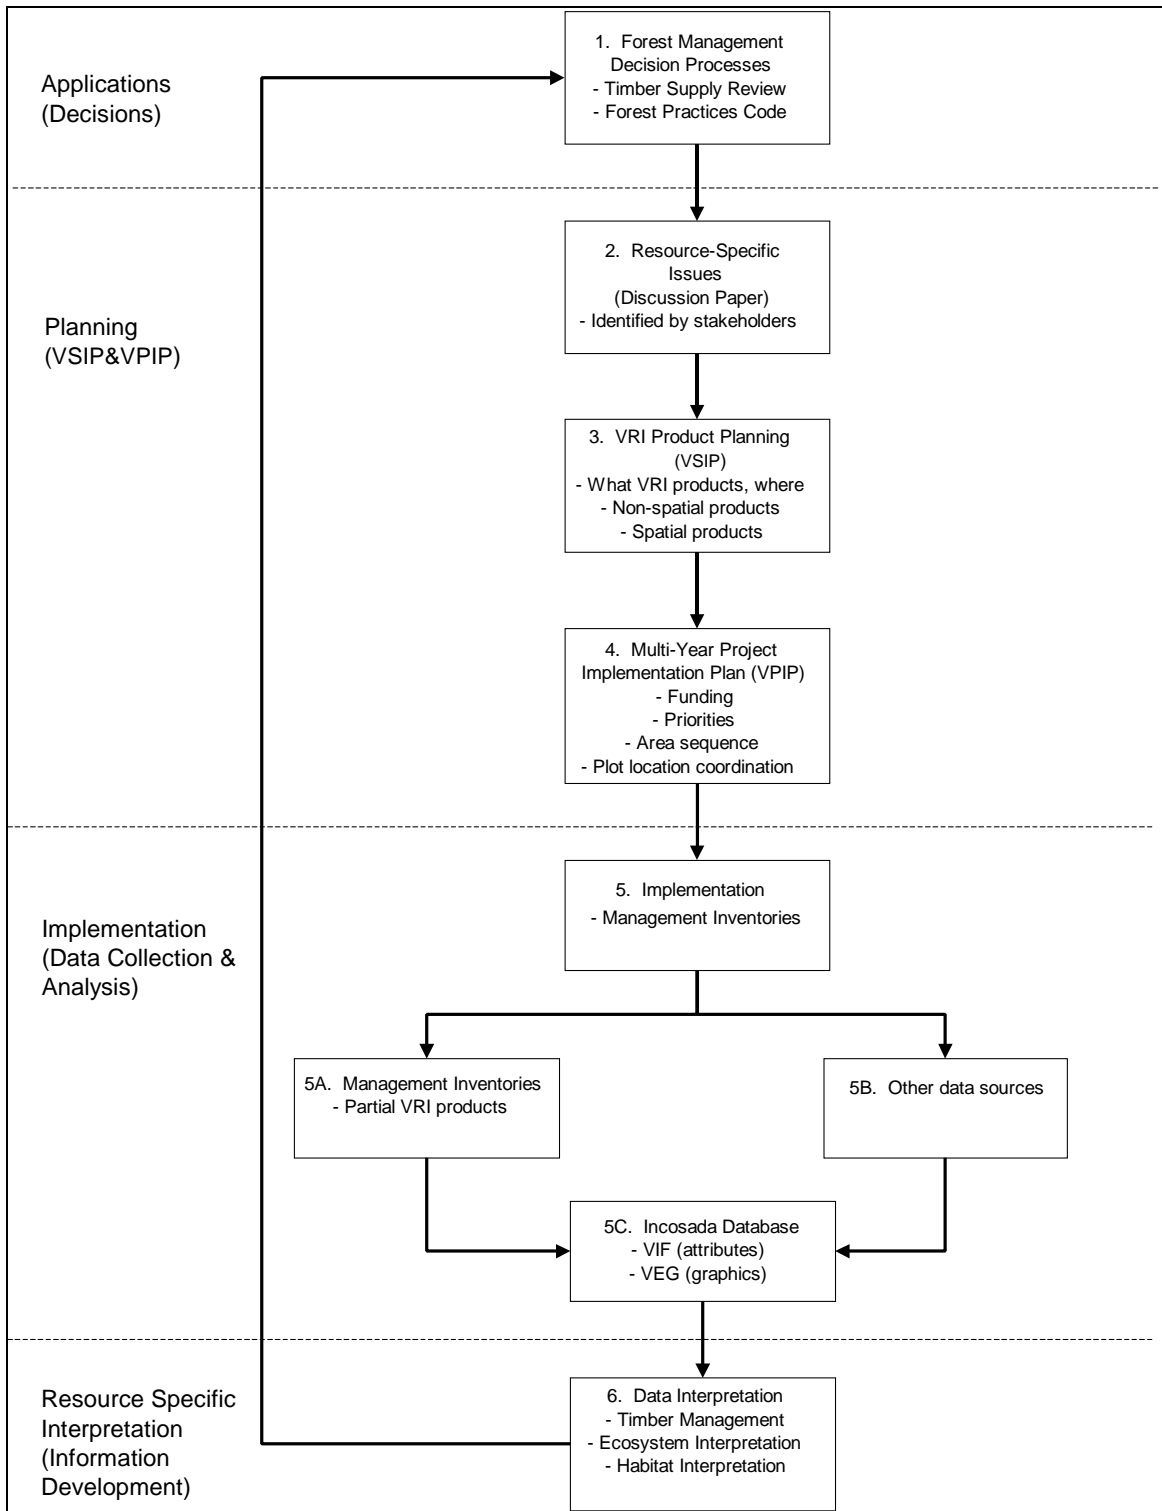 Applications
(Decisions)
1. Forest Management
Decision Processes
- Timber Supply Review
- Forest Practices Code
Planning
(VSIP&VPIP)
2. Resource-Specific
Issues
(Discussion Paper)
- Identified by stakeholders
3. VRI Product Planning
(VSIP)
- What VRI products, where
- Non-spatial products
- Spatial products
4. Multi-Year Project
Implementation Plan (VPIP)
- Funding
- Priorities
- Area sequence
- Plot location coordination
Implementation
(Data Collection &
Analysis)
5. Implementation
- Management Inventories
5A. Management Inventories
- Partial VRI products
5B. Other data sources
5C. Incosada Database
- VIF (attributes)
- VEG (graphics)
Resource Specific
Interpretation
(Information
Development)
6. Data Interpretation
- Timber Management
- Ecosystem Interpretation
- Habitat Interpretation